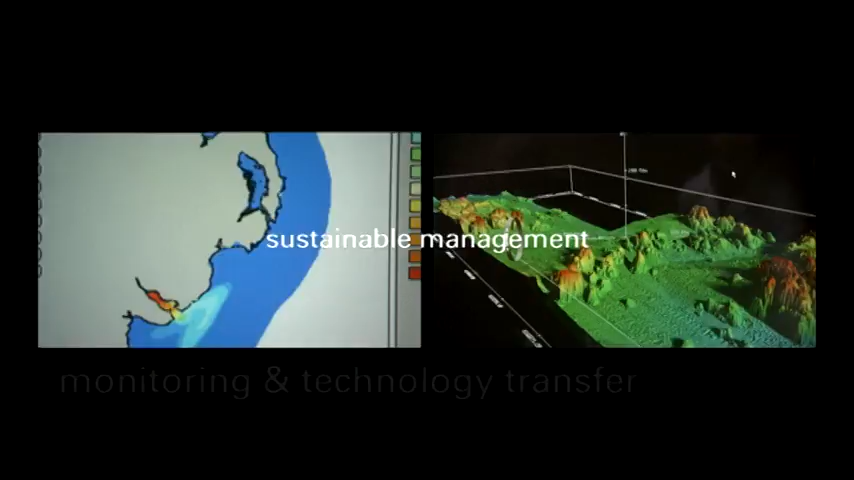 sustainable management
monitoring & technology transfer